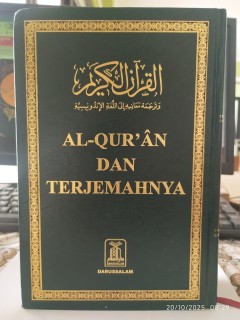 القرآن الكريم
وترجمة معانيه إلى اللغة الإندونيسية
AL-QUR'ÂN
DAN
TERJEMAHNYA
DARUSSALAM
20/10/2025